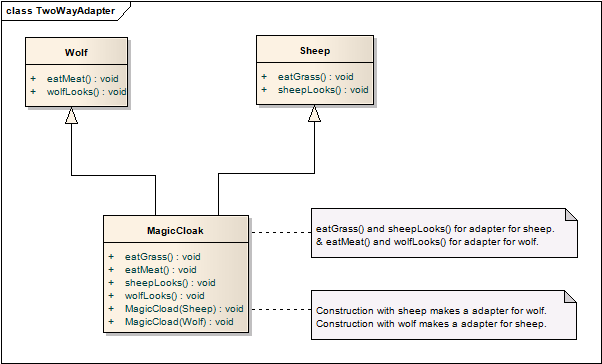 class TwoWayAdapter
Wolf
+ eatMeat() : void
+ wolfLooks() : void
Sheep
+ eatGrass() : void
+ sheepLooks() : void
MagicCloak
+ eatGrass() : void
+ eatMeat() : void
+ sheepLooks() : void
+ wolfLooks() : void
+ MagicCload(Sheep) : void
+ MagicCload(Wolf) : void
eatGrass() and sheepLooks() for adapter for sheep.
& eatMeat() and wolfLooks() for adapter for wolf.
Construction with sheep makes a adapter for wolf.
Construction with wolf makes a adapter for sheep.